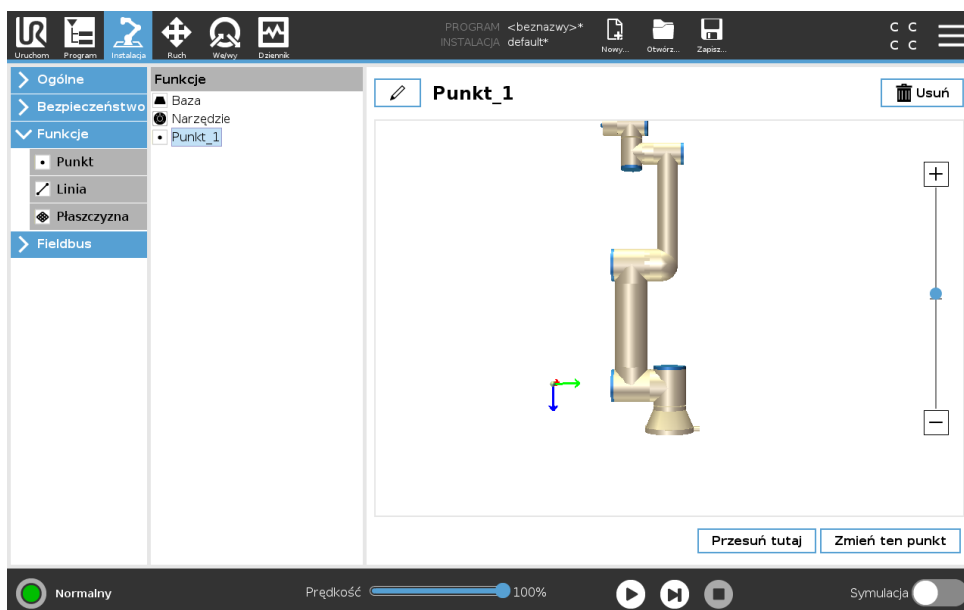 UR
Uruchom
Program
Instalacja
Ruch
We/wy
Dziennik
PROGRAM <beznazwy>*
INSTALACJA default*
Nowy...
Otwórz...
Zapisz...
C C
C C
Ogólne
Bezpieczeństwo
Funkcje
Punkt
Linia
Płaszczyzna
Fieldbus
Funkcje
Baza
Narzędzie
Punkt_1
Punkt_1
Usuń
Przesuń tutaj
Zmień ten punkt
Normalny
Prędkość
100%
Symulacja